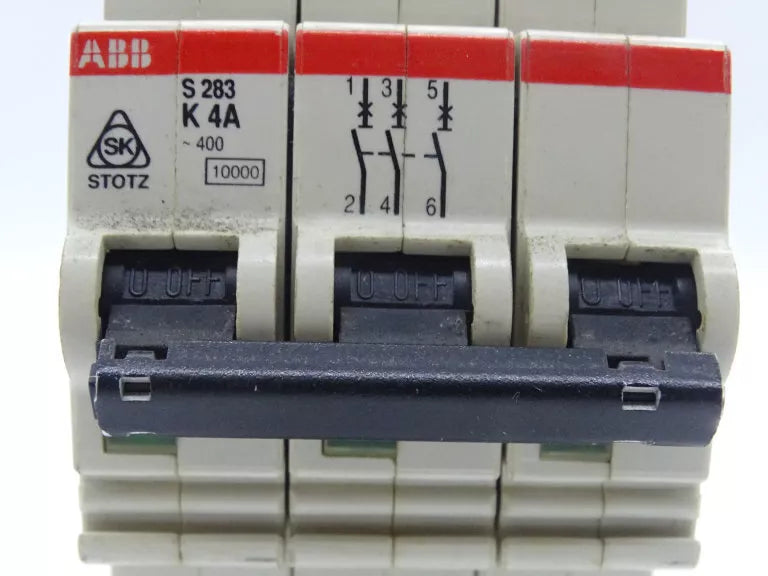 ABB
S 283
K 4A
~ 400
10000
SK
STOTZ
1 3 5
2 4 6
0 OFF 0 OFF 0 OFF